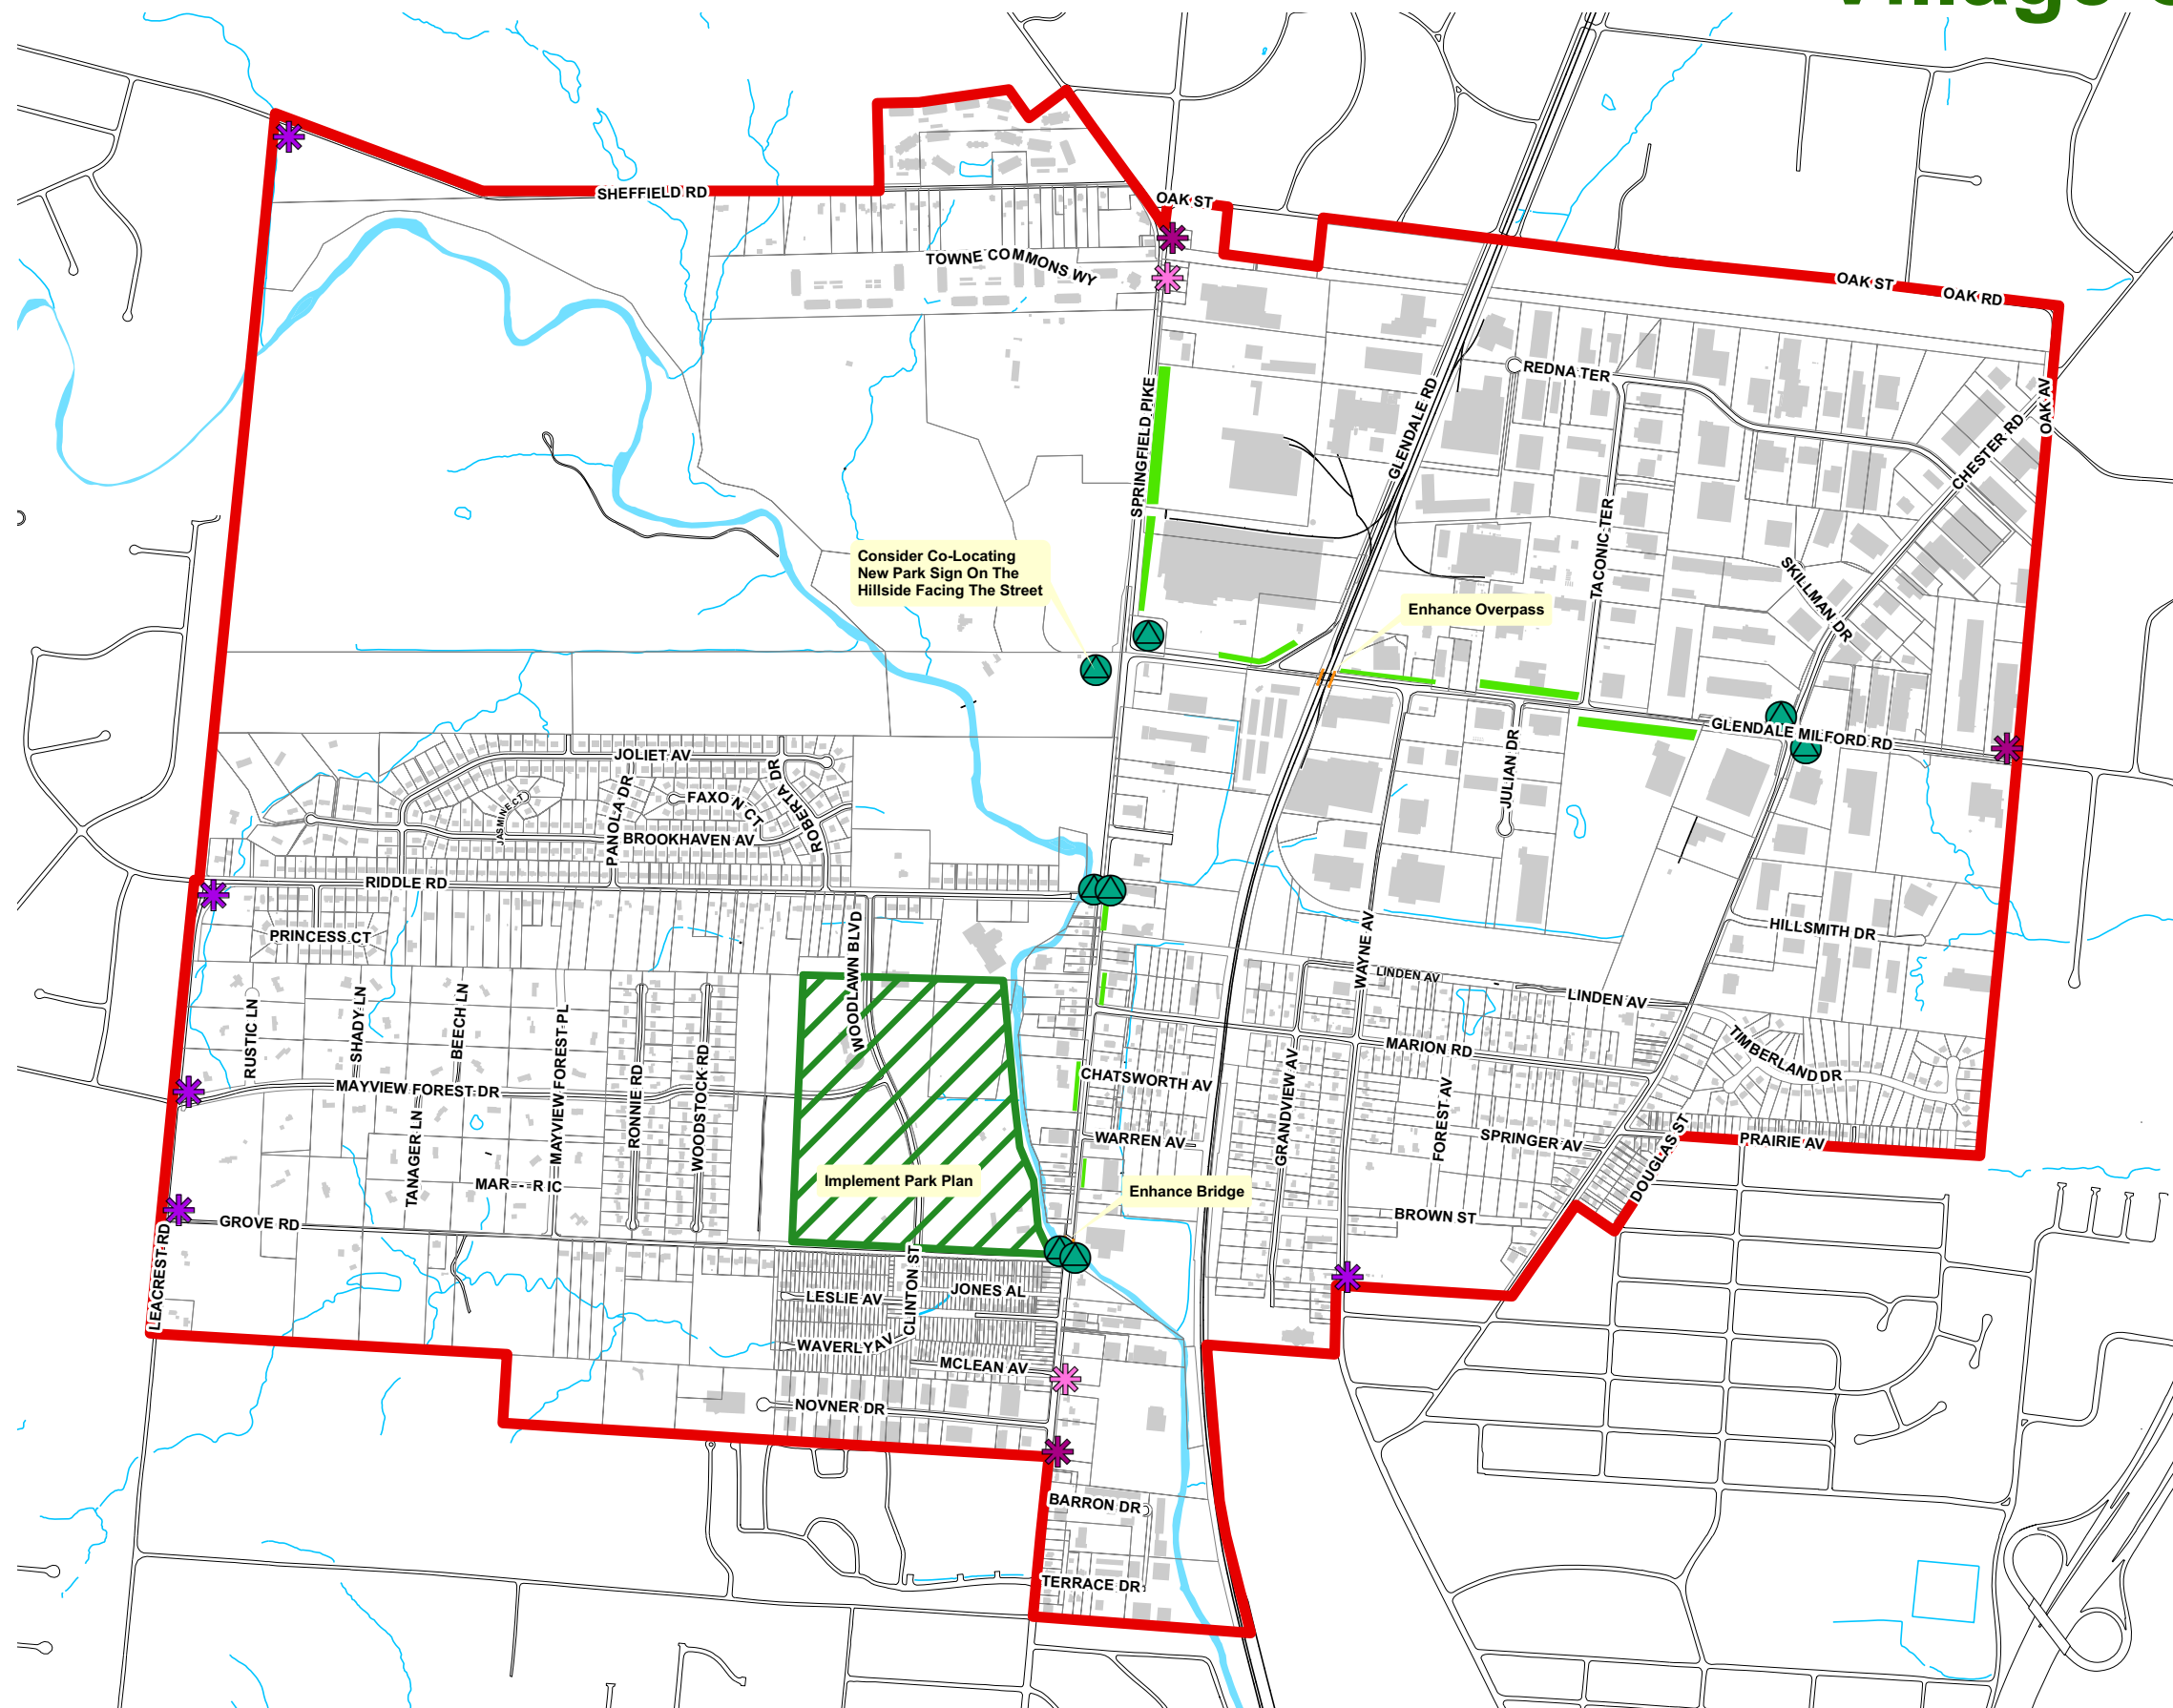 Village
SHEFFIELD RD
OAK ST
TOWNE COMMONS WY
OAK ST
OAK RD
REDNA TER
SPRINGFIELD PIKE
GLENDALE RD
OAK AV
CHESTER RD
TACONIC TER
SKILLMAN DR
Consider Co-Locating
New Park Sign On The
Hillside Facing The Street
Enhance Overpass
GLENDALE MILFORD RD
JULIAN DR
JOLIET AV
PANOLA DR
ROBERTA DR
FAXON CT
JASMINE CT
BROOKHAVEN AV
RIDDLE RD
PRINCESS CT
WOODLAWN BLVD
WAYNE AV
HILLSMITH DR
LINDEN AV
LINDEN AV
RUSTIC LN
SHADY LN
BEECH LN
MAYVIEW FOREST PL
MARION RD
TIMBERLAND DR
CHATSWORTH AV
MAYVIEW FOREST DR
RONNIE RD
WOODSTOCK RD
GRANDVIEW AV
FOREST AV
TANAGER LN
WARREN AV
SPRINGER AV
DOUGLAS ST
PRAIRIE AV
Implement Park Plan
Enhance Bridge
MAR RIC
GROVE RD
BROWN ST
LEACREST RD
CLINTON ST
LESLIE AV
JONES AL
WAVERLY AV
MCLEAN AV
NOVNER DR
BARRON DR
TERRACE DR